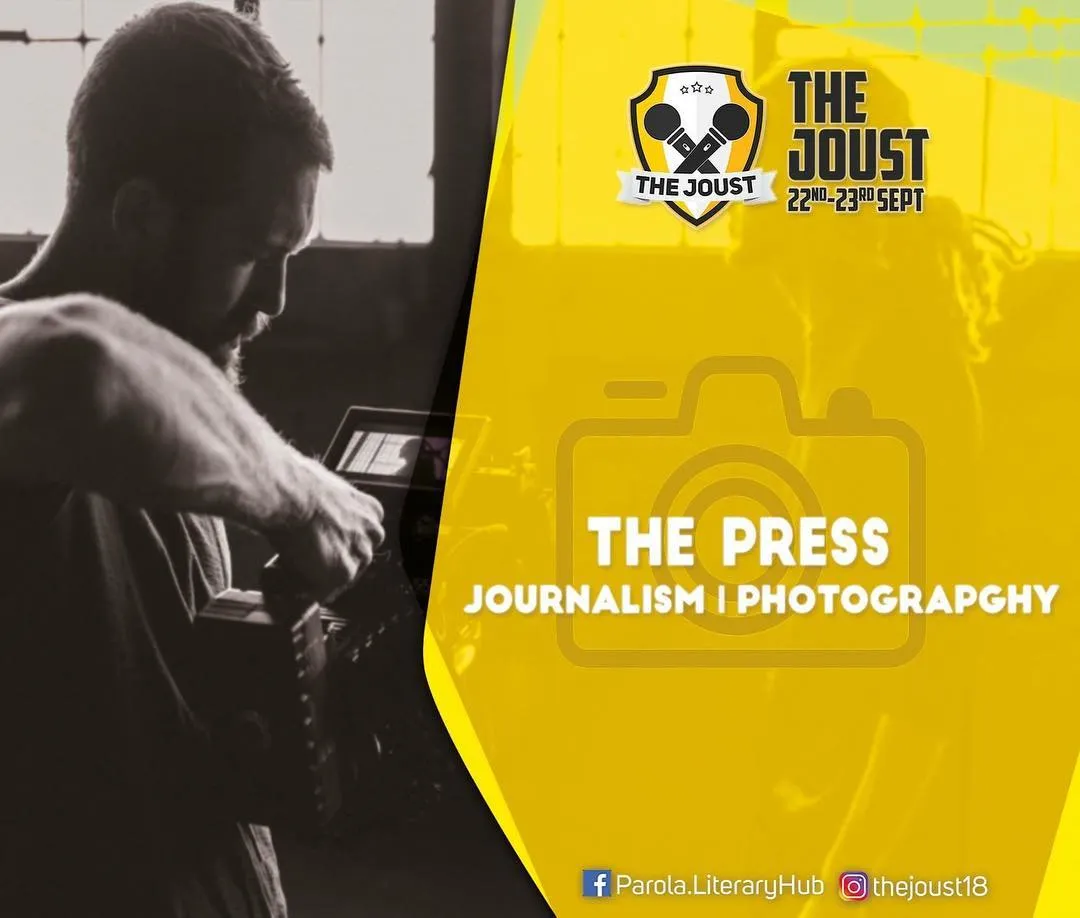 THE JOUST
THE
JOUST
22ND-23RD SEPT
THE PRESS
JOURNALISM | PHOTOGRAPGHY
Parola.LiteraryHub thejoust18